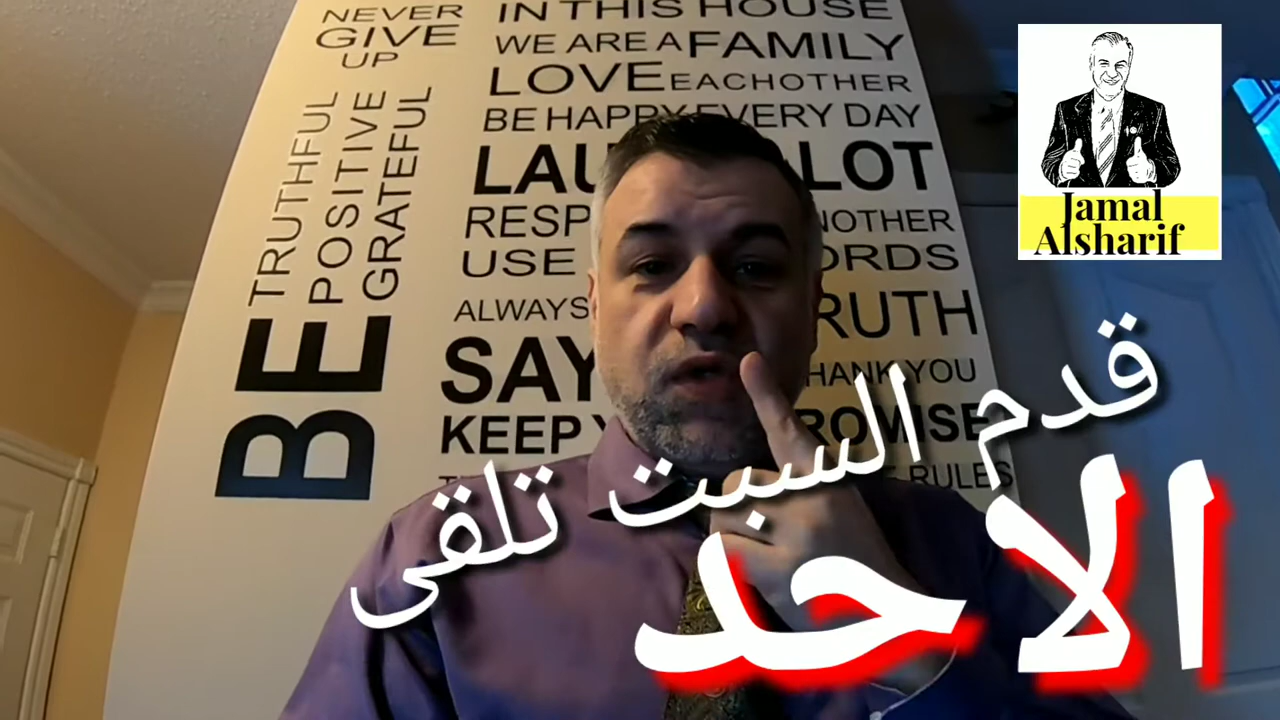 NEVER
GIVE
UP
TRUTHFUL
POSITIVE
GRATEFUL
BE
IN THIS HOUSE
WE ARE A FAMILY
LOVE EACHOTHER
BE HAPPY EVERY DAY
LAU LOT
RESP NOTHER
USE ORDS
ALWAYS RUTH
SAY HANK YOU
KEEP ROMISE
RULES
Jamal
Alsharif
قدم السبت تلقى
الاحد